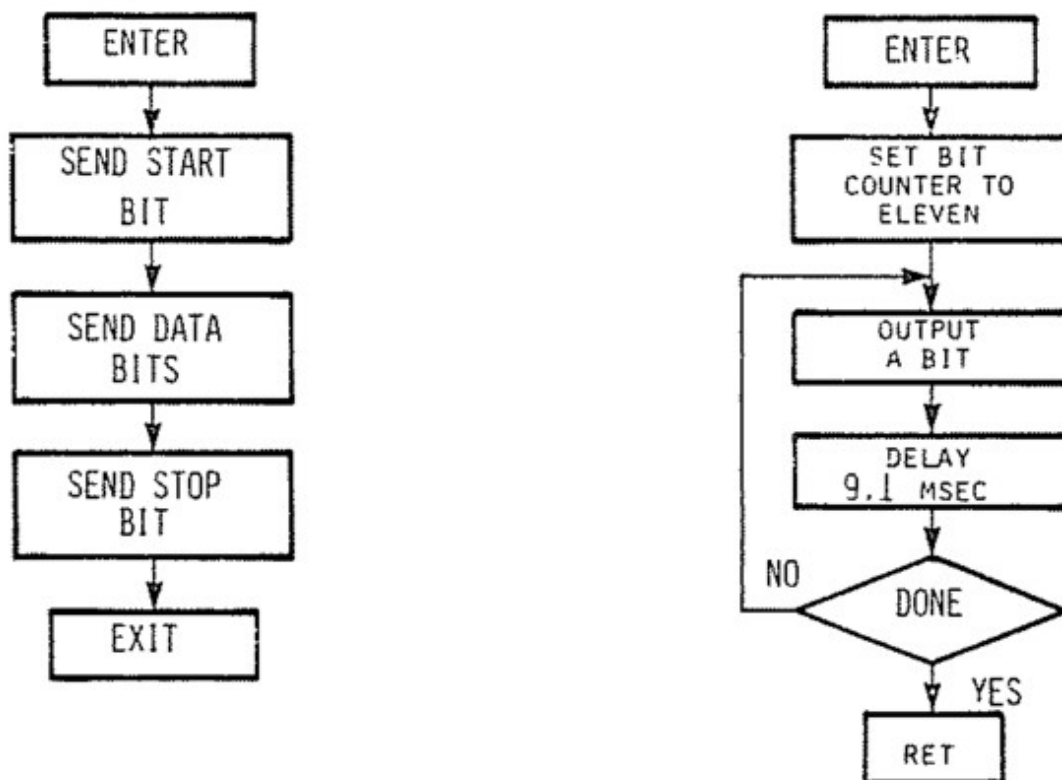 ENTER
SEND START
BIT
SEND DATA
BITS
SEND STOP
BIT
EXIT
ENTER
SET BIT
COUNTER TO
ELEVEN
OUTPUT
A BIT
DELAY
9.1 MSEC
NO
DONE
YES
RET